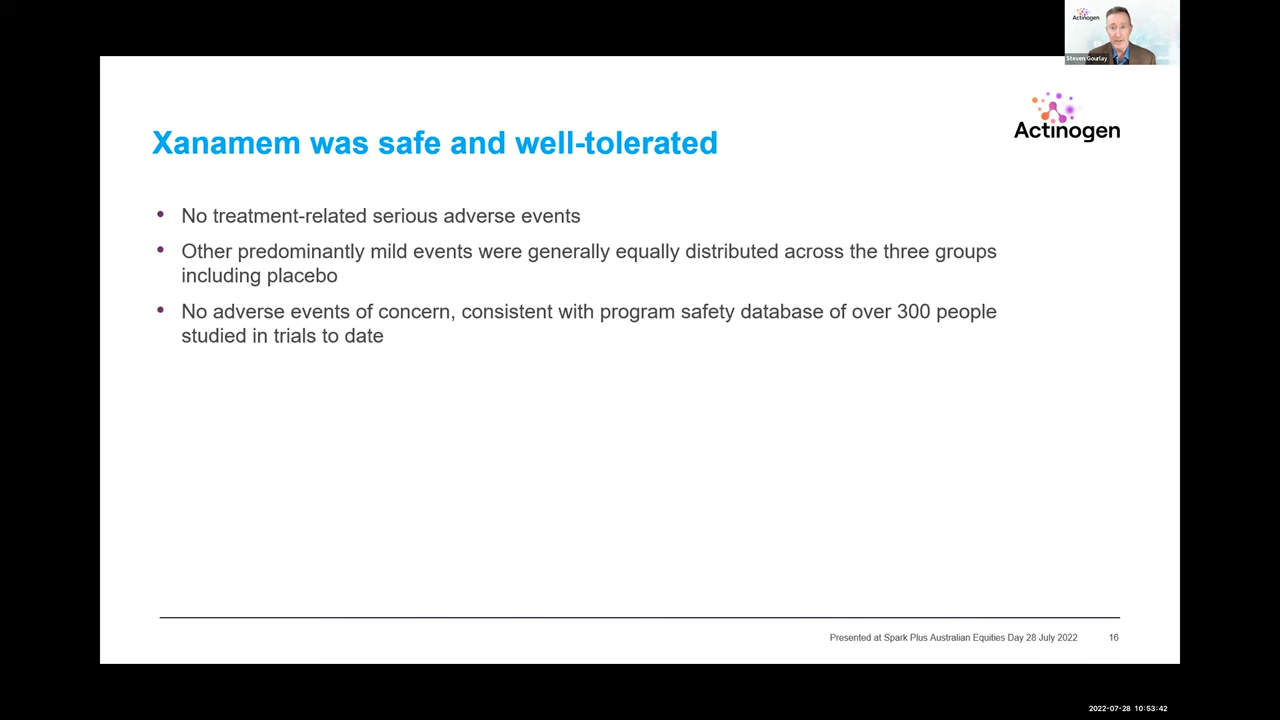 Actinogen
Steven Gourlay
Actinogen
Xanamem was safe and well-tolerated
• No treatment-related serious adverse events
• Other predominantly mild events were generally equally distributed across the three groups
including placebo
• No adverse events of concern, consistent with program safety database of over 300 people
studied in trials to date
Presented at Spark Plus Australian Equities Day 28 July 2022 16
2022-07-28 10:53:42